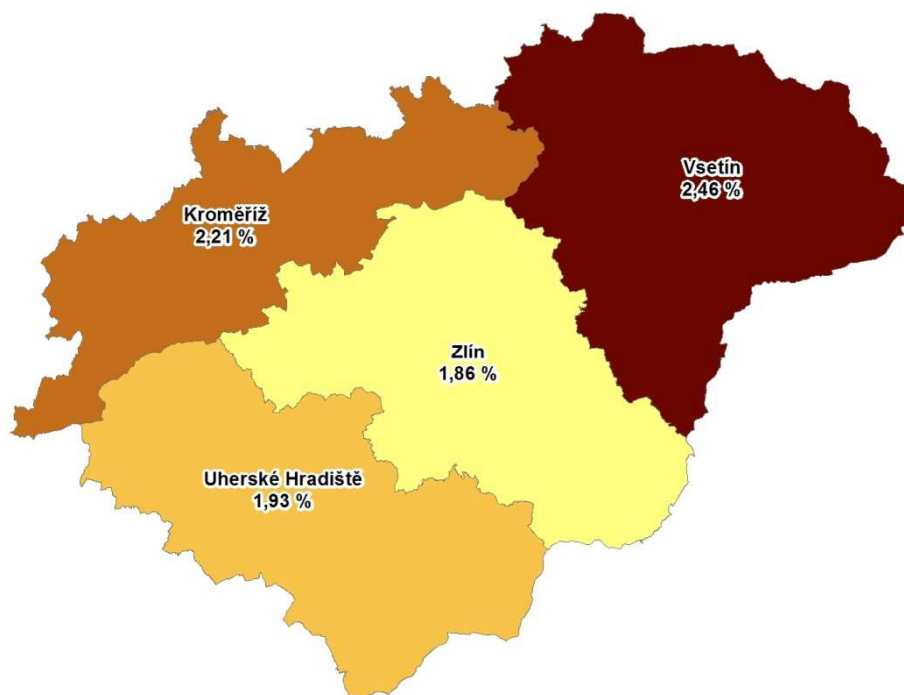 Vsetín
2,46 %
Kroměříž
2,21 %
Zlín
1,86 %
Uherské Hradiště
1,93 %